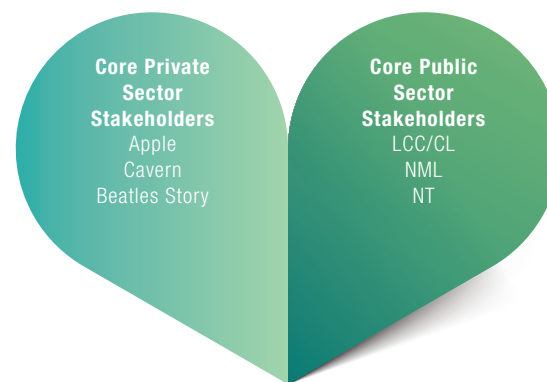 Core Private
Sector
Stakeholders
Apple
Cavern
Beatles Story
Core Public
Sector
Stakeholders
LCC/CL
NML
NT